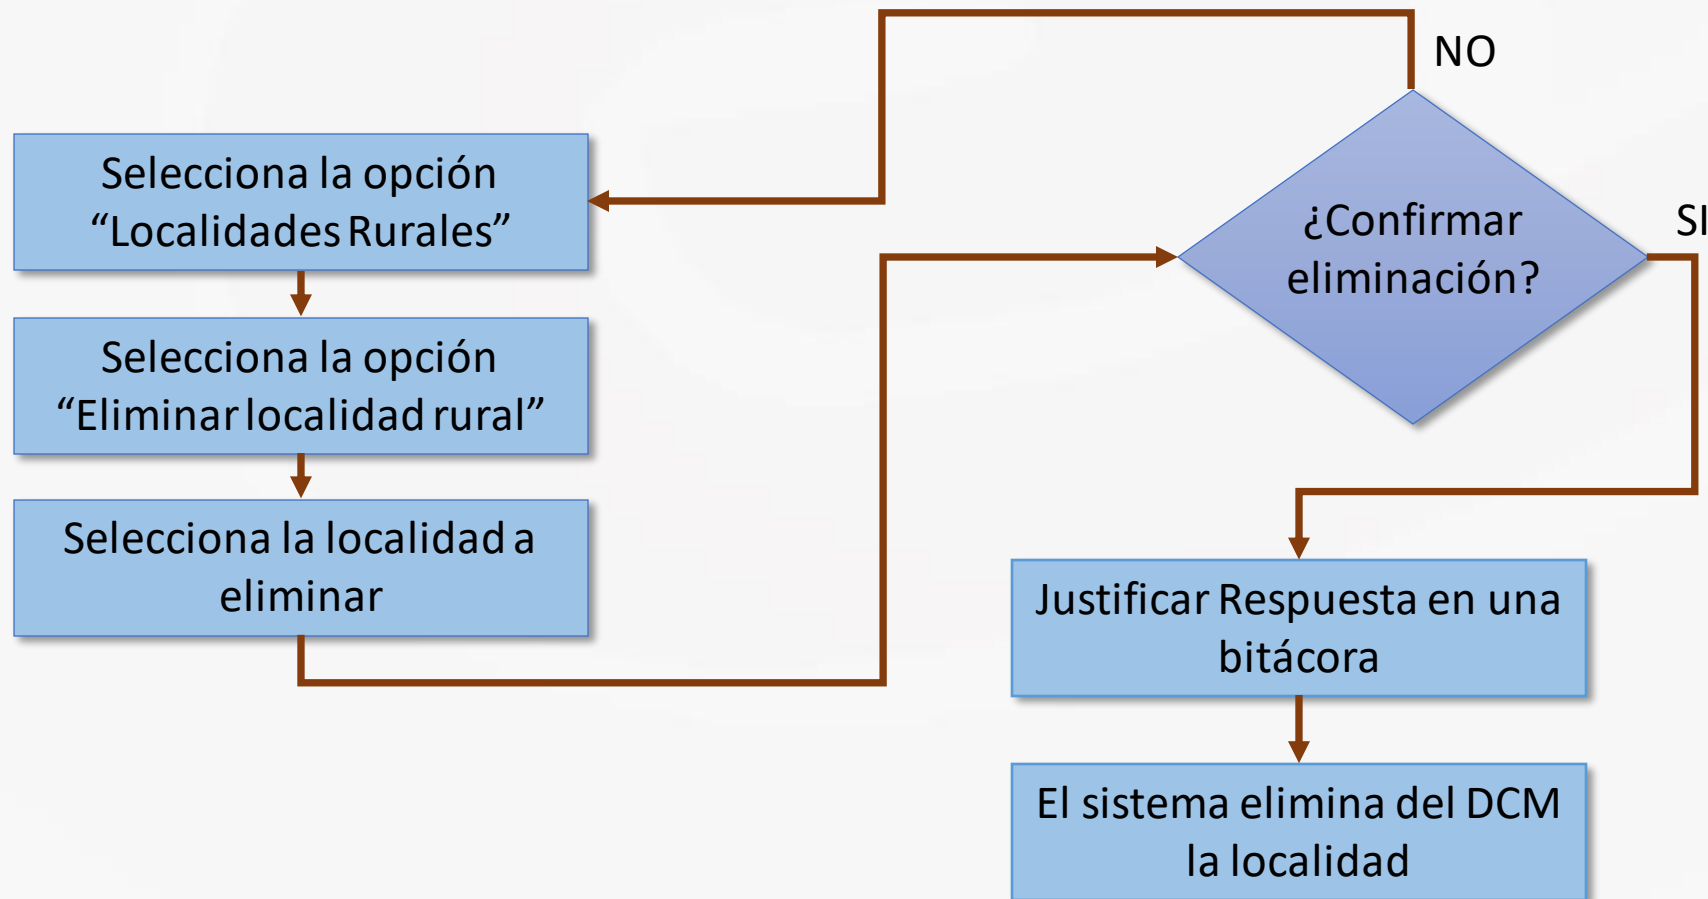 Selecciona la opción
“Localidades Rurales”
Selecciona la opción
“Eliminar localidad rural”
Selecciona la localidad a
eliminar
¿Confirmar
eliminación?
NO
SI
Justificar Respuesta en una
bitácora
El sistema elimina del DCM
la localidad